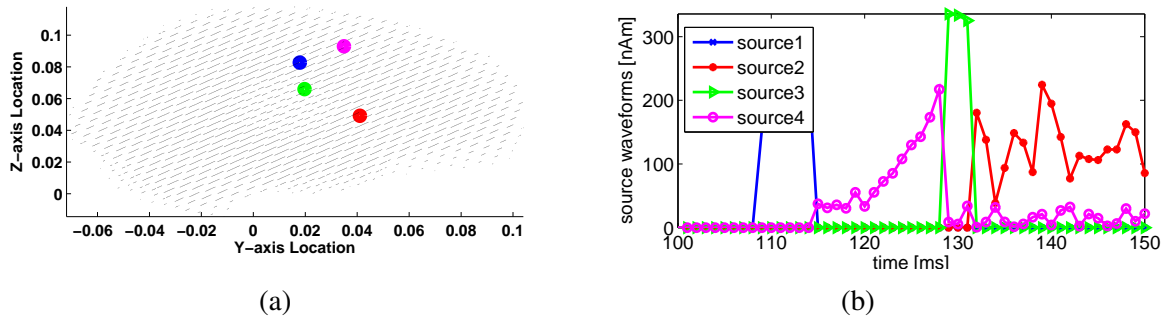 0.1
0.08
0.06
0.04
0.02
0
Z−axis Location
−0.06 −0.04 −0.02 0 0.02 0.04 0.06 0.08 0.1
Y−axis Location
(a)
source waveforms [nAm]
300
200
100
0
source1
source2
source3
source4
100 110 120 130 140 150
time [ms]
(b)